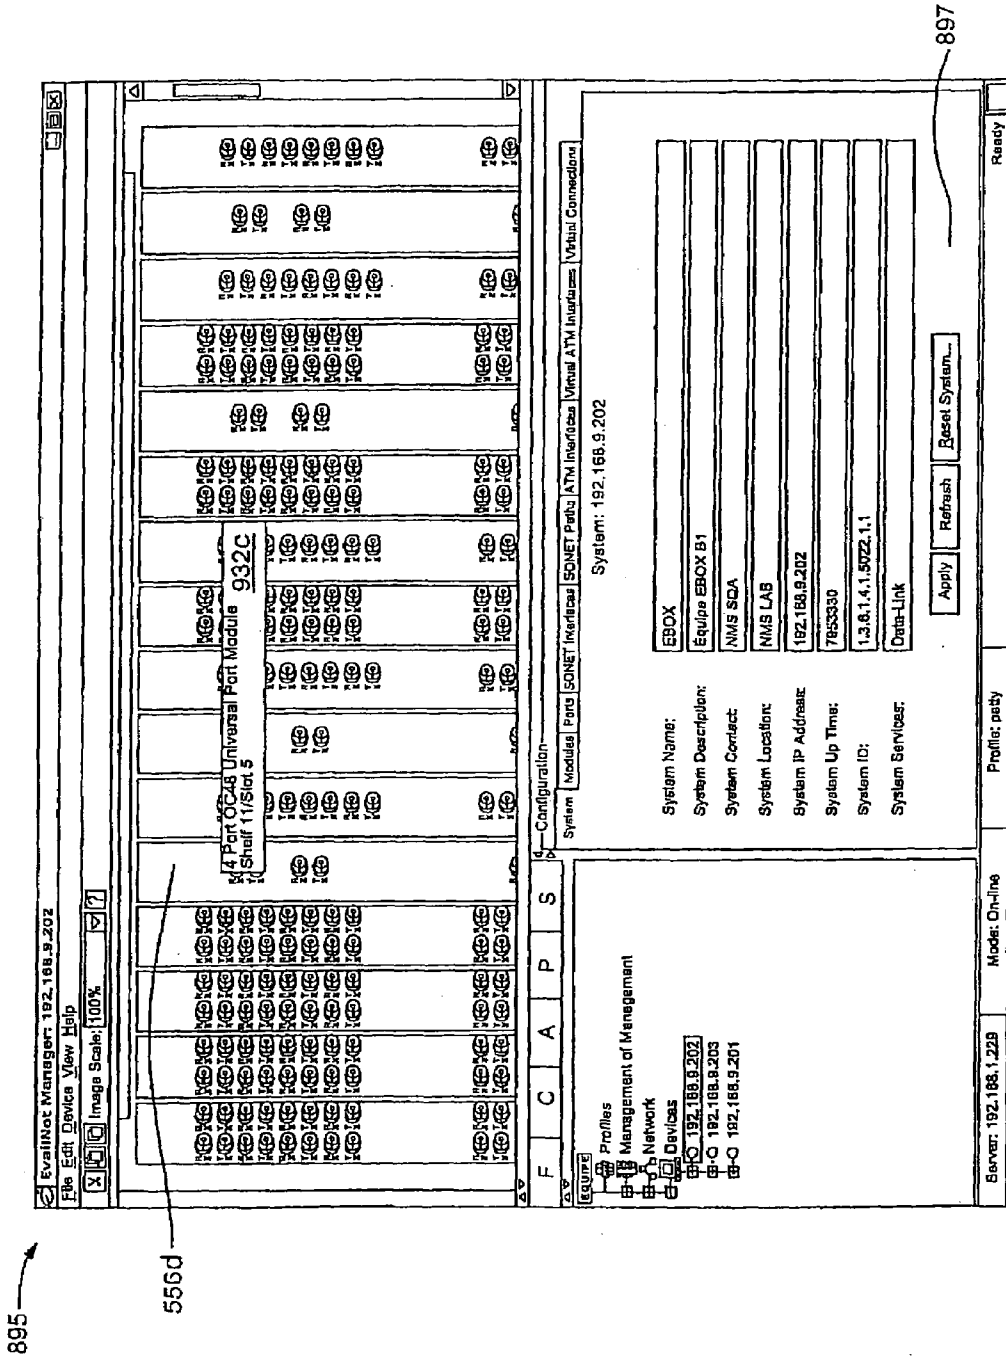 895
EvailNet Manager: 192.168.9.202
File Edit Device View Help
Image Scale: 100%
?
556d
4 Port OC48 Universal Port Module
Shelf 11/Slot 5
932C
F C A P S
EQUIPE
Profiles
Management of Management
Network
Devices
192.168.9.202
192.168.9.203
192.168.9.201
Configuration
System Modules Ports SONET Interfaces SONET Paths ATM Interfaces Virtual ATM Interfaces Virtual Connections
System: 192.168.9.202
System Name: EBOX
System Description: Equipe EBOX B1
System Contact: NMS SQA
System Location: NMS LAB
System IP Address: 192.168.9.202
System Up Time: 7953330
System ID: 1.3.6.1.4.1.5022.1.1
System Services: Data-Link
Apply Refresh Reset System...
897
Server: 192.168.1.229 Mode: On-line Profile: patty Ready